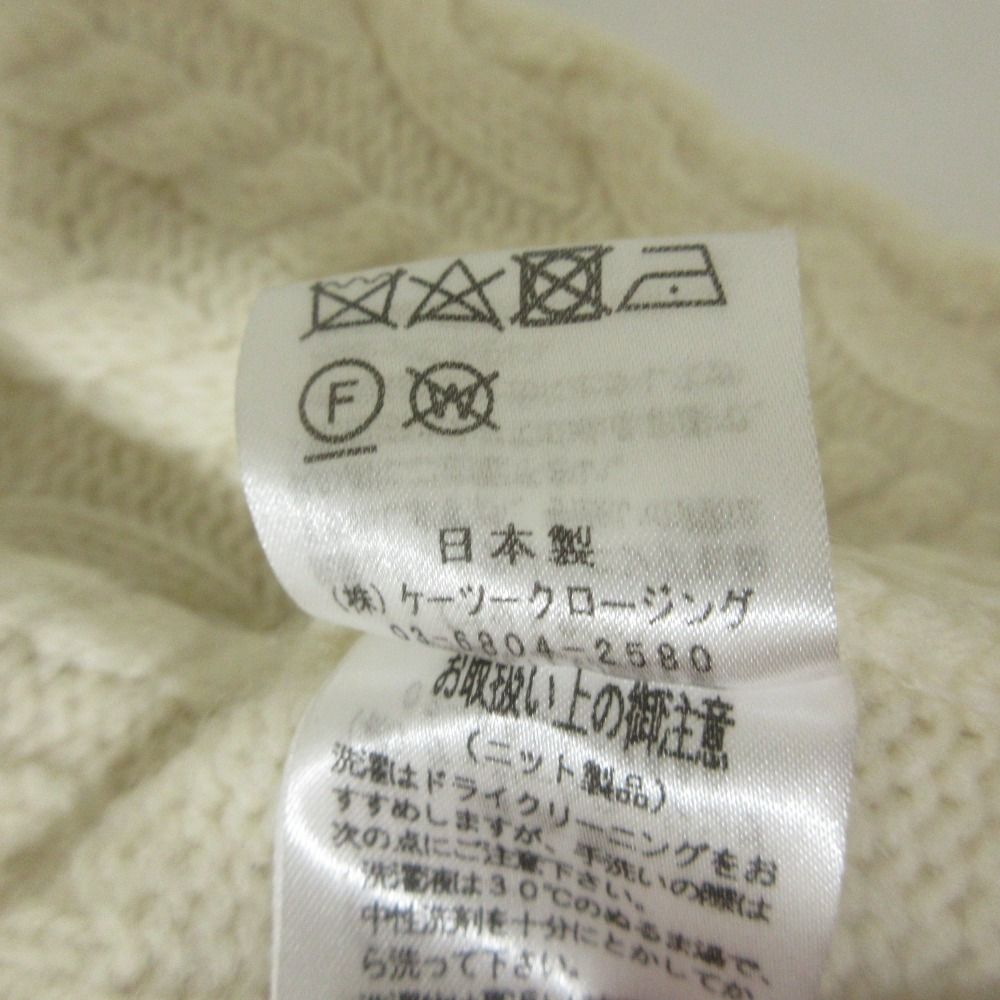 F W
日本製
(株)ケーツークロージング
03-6804-2580
お取扱い上の御注意
(ニット製品)
洗濯はドライクリーニングをお
すすめしますが、手洗いの際は
次の点にご注意下さい。
洗濯液は30℃のぬるま湯で、
中性洗剤を十分にとかしてか
ら洗って下さい。